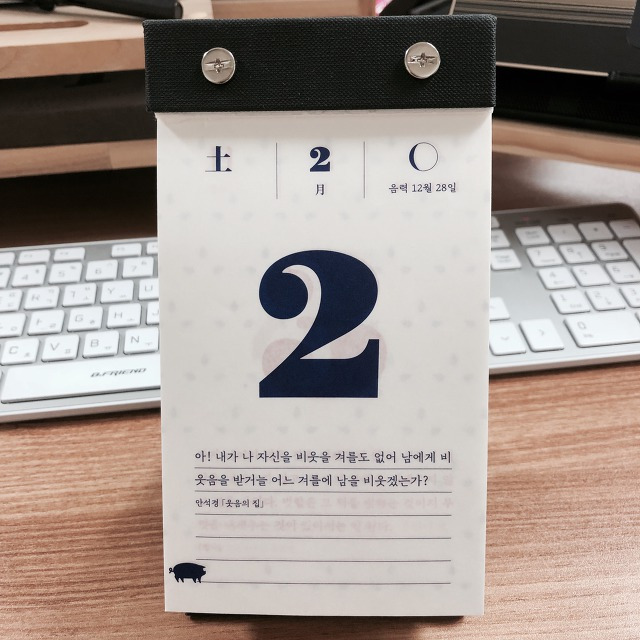 土
2
月
음력 12월 28일
2
아! 내가 나 자신을 비웃을 겨를도 없어 남에게 비
웃음을 받거늘 어느 겨를에 남을 비웃겠는가?
안석경 「웃음의 집」
B.FRIEND